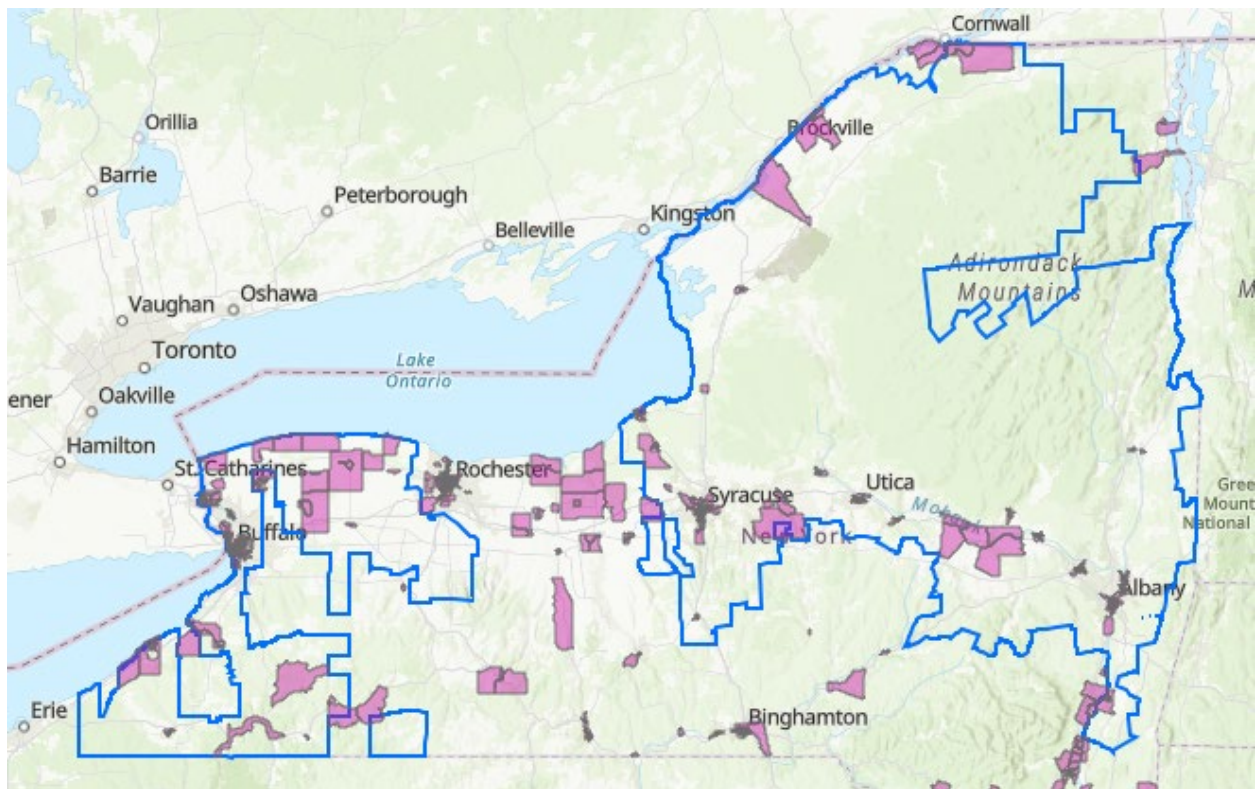 Cornwall
Orillia
Brockville
Barrie
Peterborough
Kingston
Belleville
Adirondack
Mountains
Oshawa
Vaughan
Toronto
Lake
Ontario
ener
Oakville
Hamilton
St. Catharines
Rochester
Utica
Syracuse
Gree
Mount
National
Buffalo
New York
Albany
Erie
Binghamton